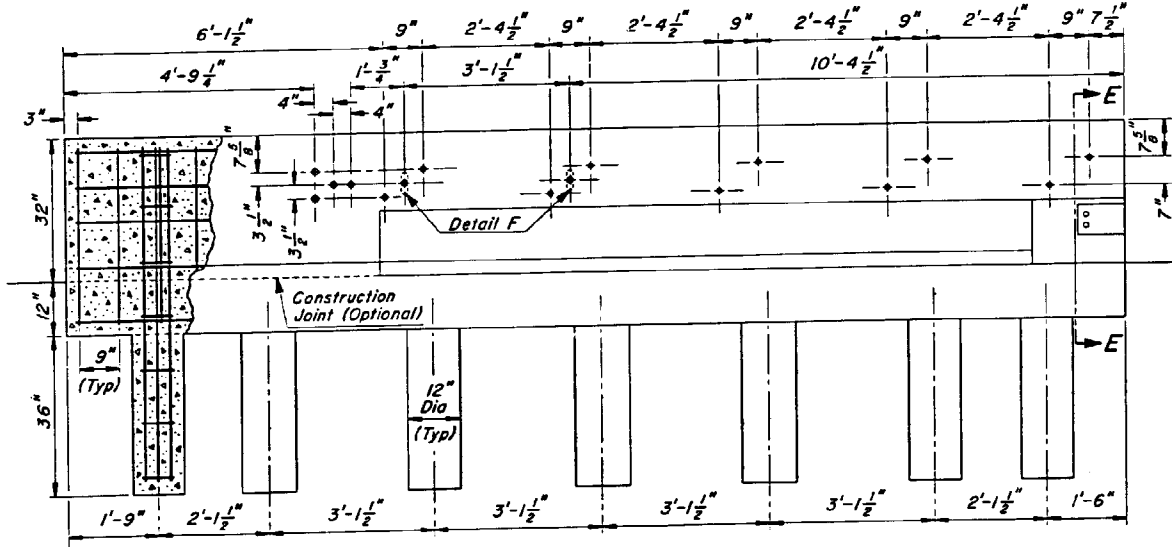 6'-1 1/2" 9" 2'-4 1/2" 9" 2'-4 1/2" 9" 2'-4 1/2" 9" 2'-4 1/2" 9" 7 1/2"
4'-9 1/4" 1'-3/4" 3'-1 1/2" 10'-4 1/2"
4" 4"
3"
E
7 5/8" 7 5/8"
32" 3 1/2" 3 1/2" 7"
Detail F
12"
Construction
Joint (Optional)
9"
(Typ)
E
36"
12"
Dia
(Typ)
1'-9" 2'-1 1/2" 3'-1 1/2" 3'-1 1/2" 3'-1 1/2" 3'-1 1/2" 2'-1 1/2" 1'-6"